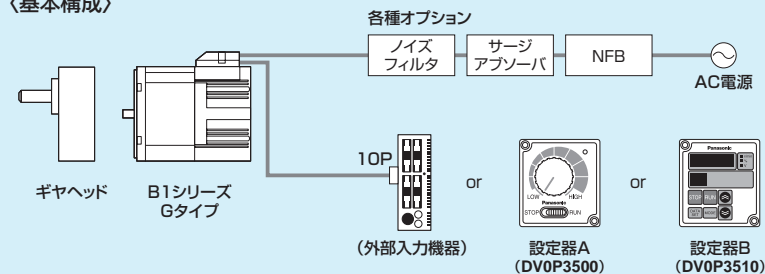 〈基本構成〉
各種オプション
ノイズ
フィルタ
サージ
アブソーバ
NFB
AC電源
10P
ギヤヘッド
B1シリーズ
Gタイプ
or
or
LOW
HIGH
Panasonic
STOP
RUN
Panasonic
STOP
RUN
MODE
(外部入力機器)
設定器A
(DV0P3500)
設定器B
(DV0P3510)